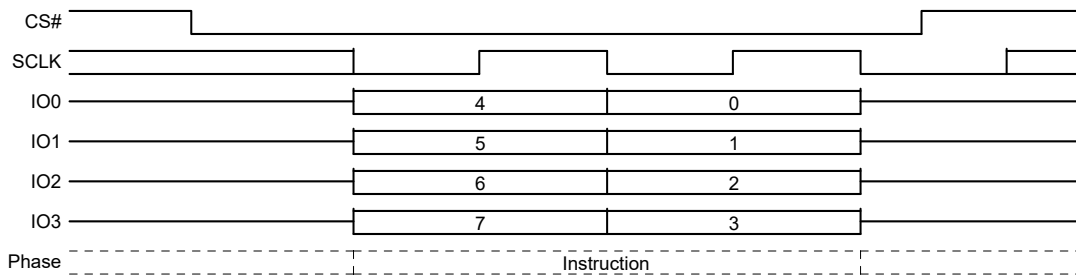 CS#
SCLK
IO0 4 0
IO1 5 1
IO2 6 2
IO3 7 3
Phase Instruction